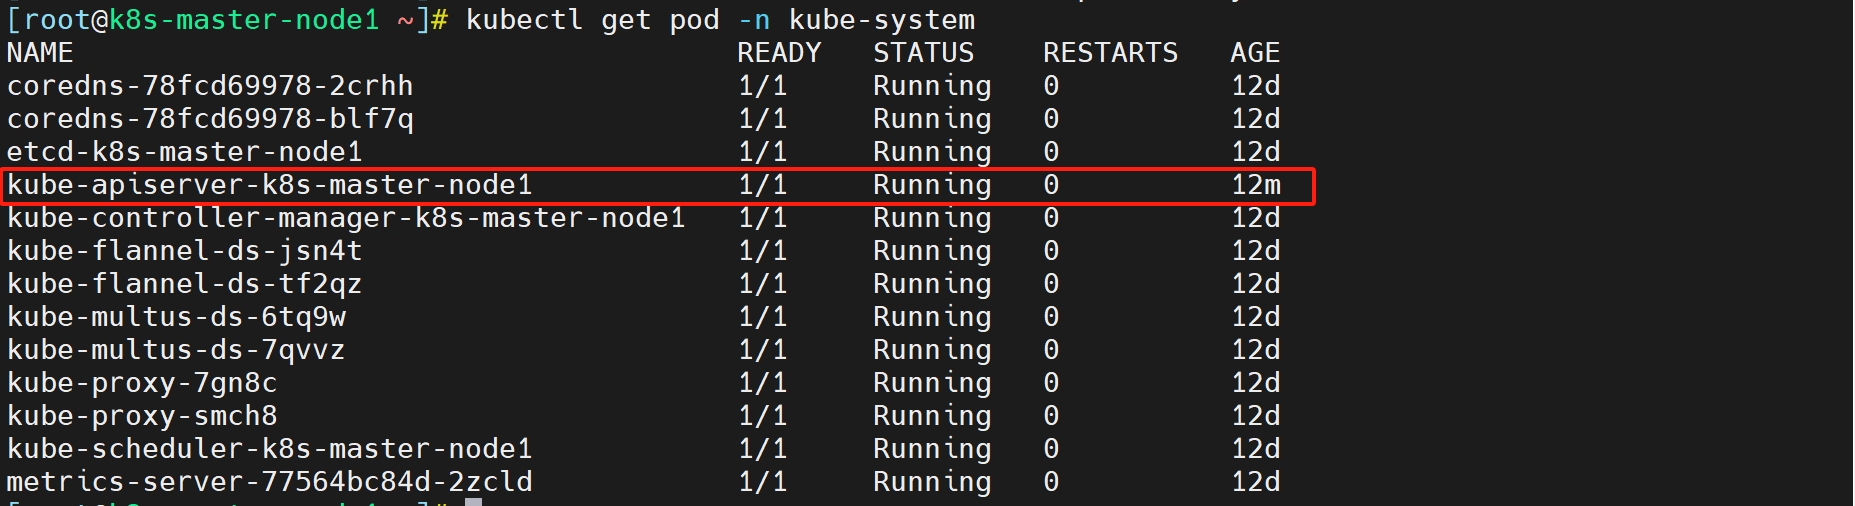 [root@k8s-master-node1 ~]# kubectl get pod -n kube-system
NAME READY STATUS RESTARTS AGE
coredns-78fcd69978-2crhh 1/1 Running 0 12d
coredns-78fcd69978-blf7q 1/1 Running 0 12d
etcd-k8s-master-node1 1/1 Running 0 12d
kube-apiserver-k8s-master-node1 1/1 Running 0 12m
kube-controller-manager-k8s-master-node1 1/1 Running 0 12d
kube-flannel-ds-jsn4t 1/1 Running 0 12d
kube-flannel-ds-tf2qz 1/1 Running 0 12d
kube-multus-ds-6tq9w 1/1 Running 0 12d
kube-multus-ds-7qvvz 1/1 Running 0 12d
kube-proxy-7gn8c 1/1 Running 0 12d
kube-proxy-smch8 1/1 Running 0 12d
kube-scheduler-k8s-master-node1 1/1 Running 0 12d
metrics-server-77564bc84d-2zcld 1/1 Running 0 12d